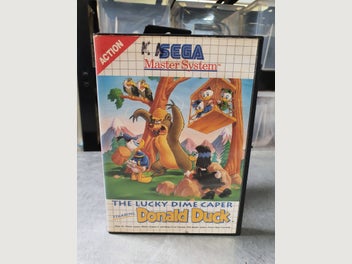 ACTION
SEGA
Master System
THE LUCKY DIME CAPER
STARRING
Donald Duck